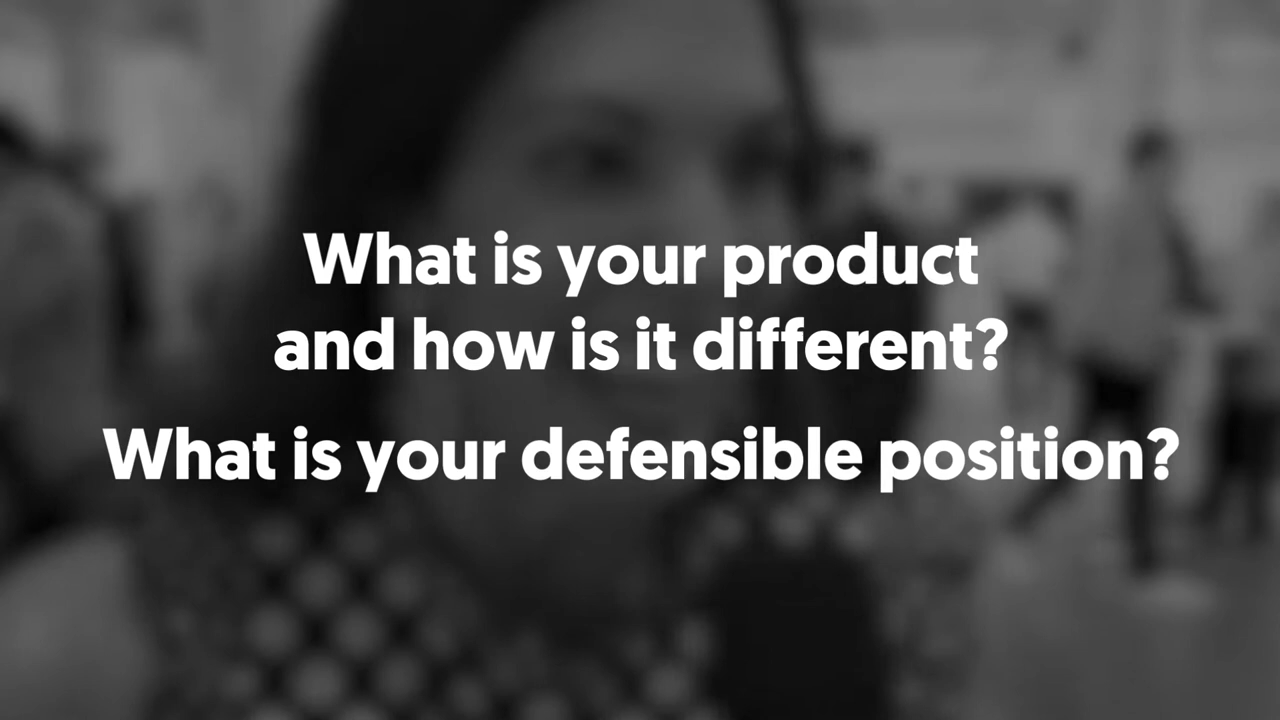 What is your product
and how is it different?
What is your defensible position?